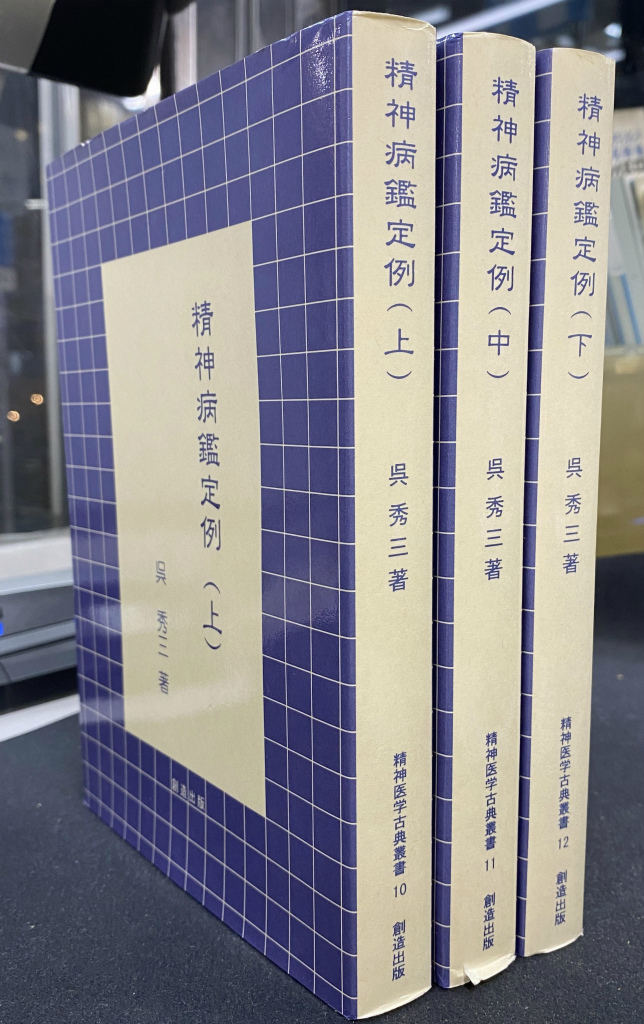 精神病鑑定例(上)
呉秀三著
創造出版
精神病鑑定例(上)
呉秀三著
精神医学古典叢書 10
創造出版
精神病鑑定例(中)
呉秀三著
精神医学古典叢書 11
創造出版
精神病鑑定例(下)
呉秀三著
精神医学古典叢書 12
創造出版